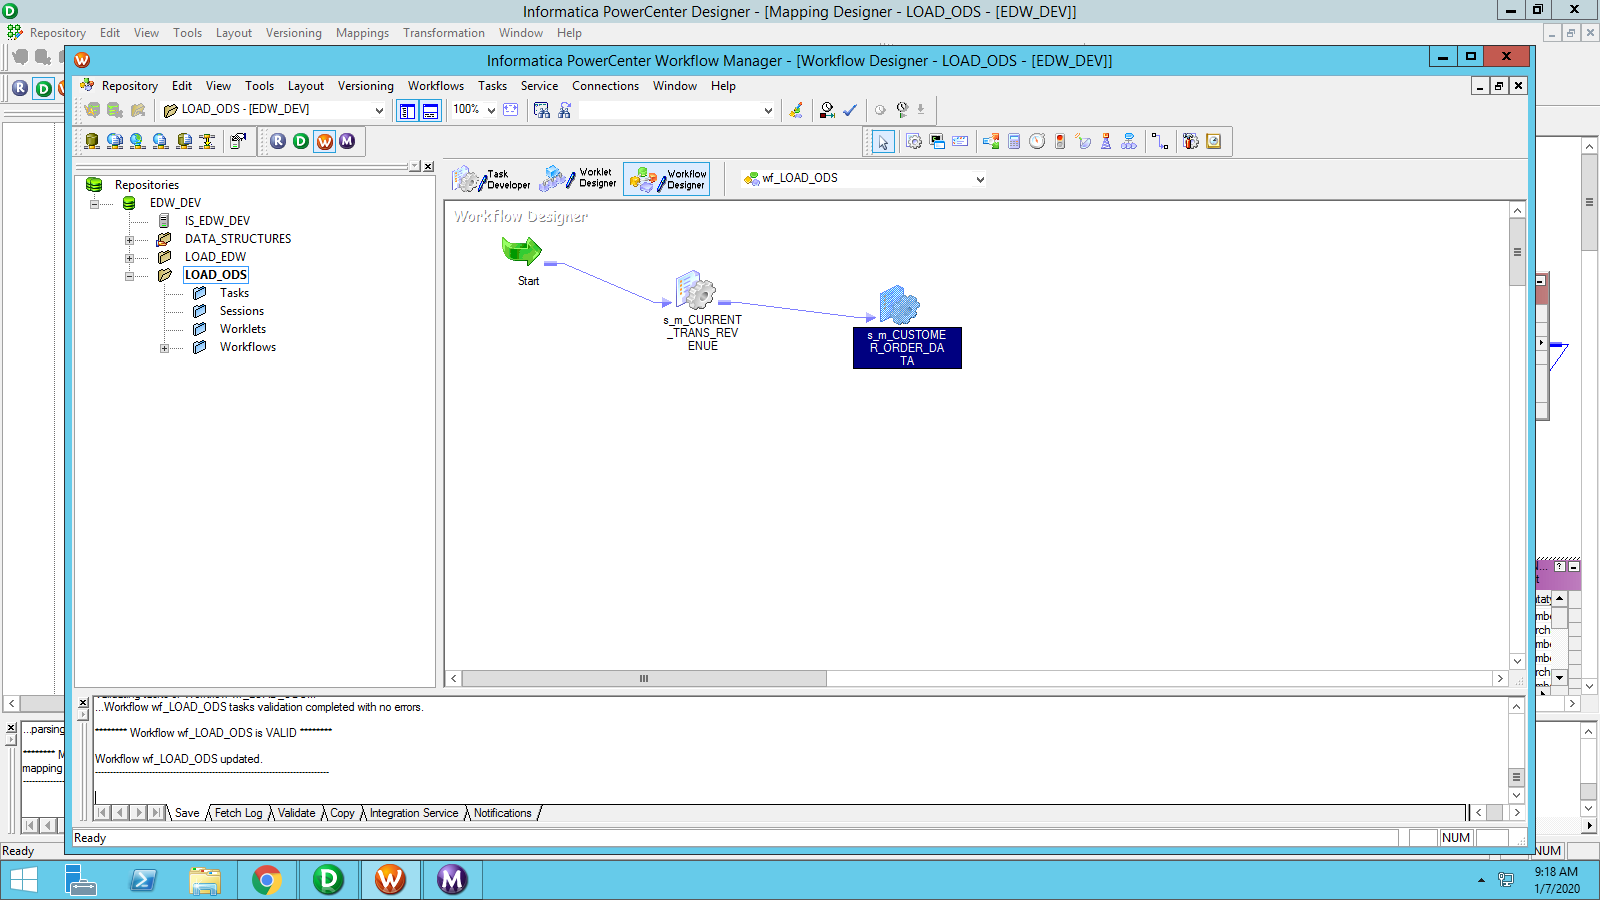 Informatica PowerCenter Designer - [Mapping Designer - LOAD_ODS - [EDW_DEV]]
Repository Edit View Tools Layout Versioning Mappings Transformation Window Help
Informatica PowerCenter Workflow Manager - [Workflow Designer - LOAD_ODS - [EDW_DEV]]
Repository Edit View Tools Layout Versioning Workflows Tasks Service Connections Window Help
LOAD_ODS - [EDW_DEV]
100%
R D W M
Task Developer
Worklet Designer
Workflow Designer
wf_LOAD_ODS
Repositories
EDW_DEV
IS_EDW_DEV
DATA_STRUCTURES
LOAD_EDW
LOAD_ODS
Tasks
Sessions
Worklets
Workflows
Workflow Designer
Start
s_m_CURRENT
_TRANS_REV
ENUE
s_m_CUSTOME
R_ORDER_DA
TA
...Workflow wf_LOAD_ODS tasks validation completed with no errors.
******** Workflow wf_LOAD_ODS is VALID ********
Workflow wf_LOAD_ODS updated.
Save Fetch Log Validate Copy Integration Service Notifications
Ready
NUM
...parsing
******** M
mapping
Ready
NUM
9:18 AM
1/7/2020